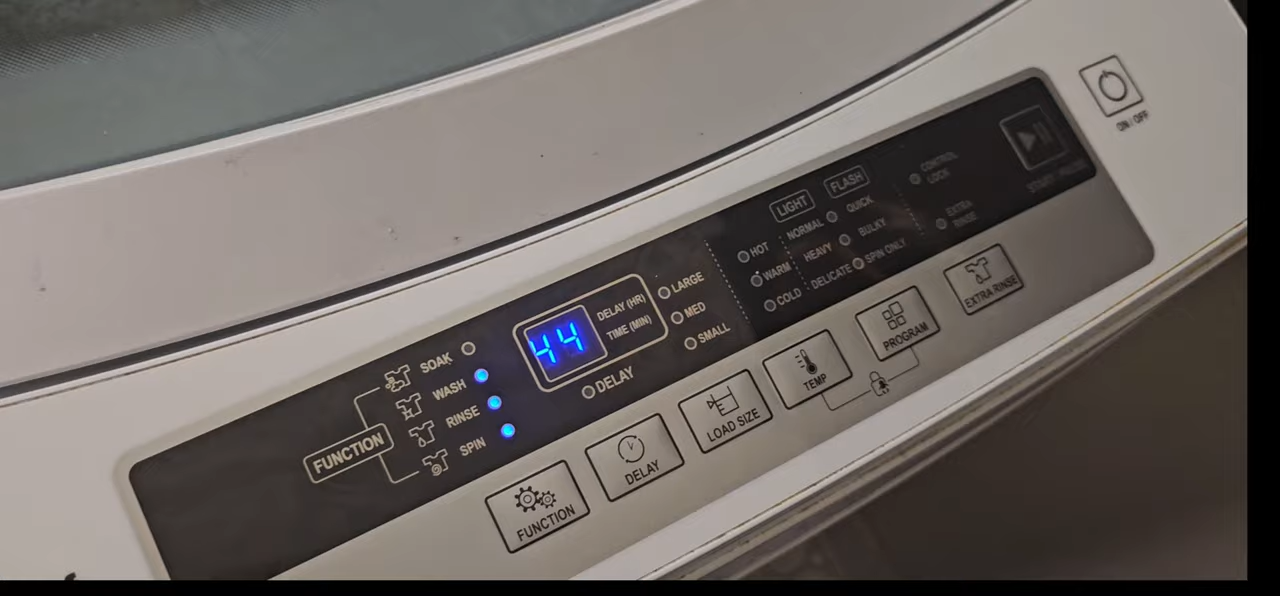 ON / OFF
CONTROL
LOCK
START / PAUSE
EXTRA
RINSE
LIGHT
FLASH
NORMAL
QUICK
HEAVY
BULKY
DELICATE
SPIN ONLY
HOT
WARM
COLD
LARGE
MED
SMALL
DELAY (HR)
TIME (MIN)
44
DELAY
SOAK
WASH
RINSE
SPIN
FUNCTION
FUNCTION
DELAY
LOAD SIZE
TEMP
PROGRAM
EXTRA RINSE